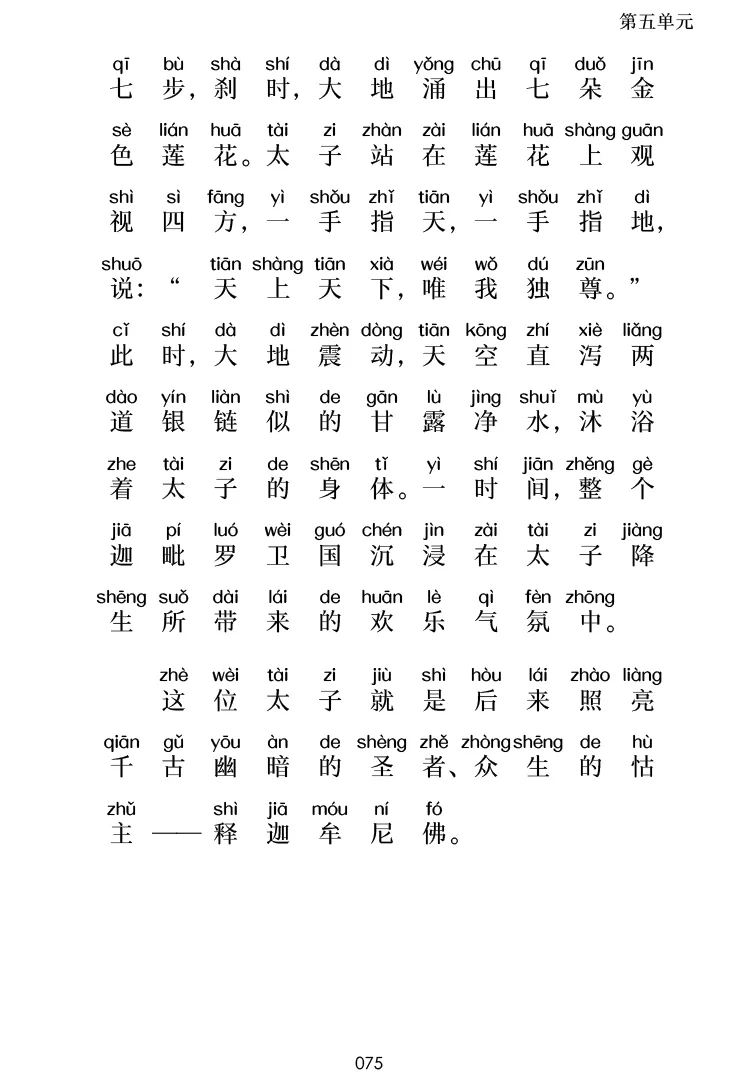 第五单元
qī bù shà shí dà dì yǒng chū qī duǒ jīn
七步，刹时，大地涌出七朵金
sè lián huā tài zi zhàn zài lián huā shàng guān
色莲花。太子站在莲花上观
shì sì fāng yì shǒu zhǐ tiān yì shǒu zhǐ dì
视四方，一手指天，一手指地，
shuō tiān shàng tiān xià wéi wǒ dú zūn
说：“天上天下，唯我独尊。”
cǐ shí dà dì zhèn dòng tiān kōng zhí xiè liǎng
此时，大地震动，天空直泻两
dào yín liàn shì de gān lù jìng shuǐ mù yù
道银链似的甘露净水，沐浴
zhe tài zi de shēn tǐ yì shí jiān zhěng gè
着太子的身体。一时间，整个
jiā pí luó wèi guó chén jìn zài tài zi jiàng
迦毗罗卫国沉浸在太子降
shēng suǒ dài lái de huān lè qì fèn zhōng
生所带来的欢乐气氛中。
zhè wèi tài zi jiù shì hòu lái zhào liàng
这位太子就是后来照亮
qiān gǔ yōu àn de shèng zhě zhòng shēng de hù
千古幽暗的圣者、众生的怙
zhǔ shì jiā móu ní fó
主——释迦牟尼佛。
075